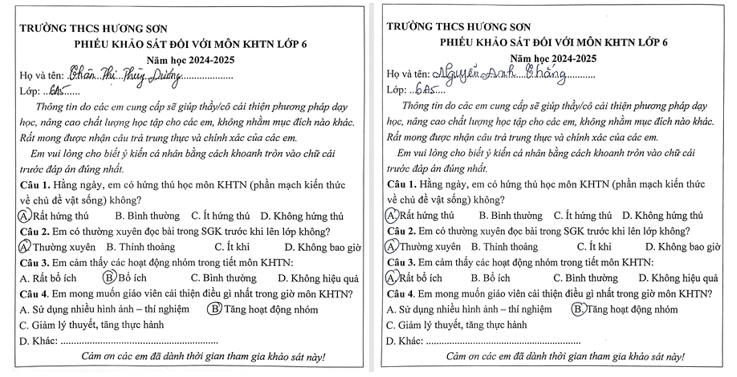 TRƯỜNG THCS HƯƠNG SƠN
PHIẾU KHẢO SÁT ĐỐI VỚI MÔN KHTN LỚP 6
Năm học 2024-2025
Họ và tên: Thân Thị Thùy Dương
Lớp: 6A5
Thông tin do các em cung cấp sẽ giúp thầy/cô cải thiện phương pháp dạy
học, nâng cao chất lượng học tập cho các em, không nhằm mục đích nào khác.
Rất mong được nhận câu trả trung thực và chính xác của các em.
Em vui lòng cho biết ý kiến cá nhân bằng cách khoanh tròn vào chữ cái
trước đáp án đúng nhất.
Câu 1. Hằng ngày, em có hứng thú học môn KHTN (phần mạch kiến thức
về chủ đề vật sống) không?
A. Rất hứng thú B. Bình thường C. Ít hứng thú D. Không hứng thú
Câu 2. Em có thường xuyên đọc bài trong SGK trước khi lên lớp không?
A. Thường xuyên B. Thỉnh thoảng C. Ít khi D. Không bao giờ
Câu 3. Em cảm thấy các hoạt động nhóm trong tiết môn KHTN:
A. Rất bổ ích B. Bổ ích C. Bình thường D. Không hiệu quả
Câu 4. Em mong muốn giáo viên cải thiện điều gì nhất trong giờ môn KHTN?
A. Sử dụng nhiều hình ảnh – thí nghiệm B. Tăng hoạt động nhóm
C. Giảm lý thuyết, tăng thực hành
D. Khác: ................................
Cảm ơn các em đã dành thời gian tham gia khảo sát này!
TRƯỜNG THCS HƯƠNG SƠN
PHIẾU KHẢO SÁT ĐỐI VỚI MÔN KHTN LỚP 6
Năm học 2024-2025
Họ và tên: Nguyễn Anh Thắng
Lớp: 6A5
Thông tin do các em cung cấp sẽ giúp thầy/cô cải thiện phương pháp dạy
học, nâng cao chất lượng học tập cho các em, không nhằm mục đích nào khác.
Rất mong được nhận câu trả trung thực và chính xác của các em.
Em vui lòng cho biết ý kiến cá nhân bằng cách khoanh tròn vào chữ cái
trước đáp án đúng nhất.
Câu 1. Hằng ngày, em có hứng thú học môn KHTN (phần mạch kiến thức
về chủ đề vật sống) không?
A. Rất hứng thú B. Bình thường C. Ít hứng thú D. Không hứng thú
Câu 2. Em có thường xuyên đọc bài trong SGK trước khi lên lớp không?
A. Thường xuyên B. Thỉnh thoảng C. Ít khi D. Không bao giờ
Câu 3. Em cảm thấy các hoạt động nhóm trong tiết môn KHTN:
A. Rất bổ ích B. Bổ ích C. Bình thường D. Không hiệu quả
Câu 4. Em mong muốn giáo viên cải thiện điều gì nhất trong giờ môn KHTN?
A. Sử dụng nhiều hình ảnh – thí nghiệm B. Tăng hoạt động nhóm
C. Giảm lý thuyết, tăng thực hành
D. Khác: ................................
Cảm ơn các em đã dành thời gian tham gia khảo sát này!